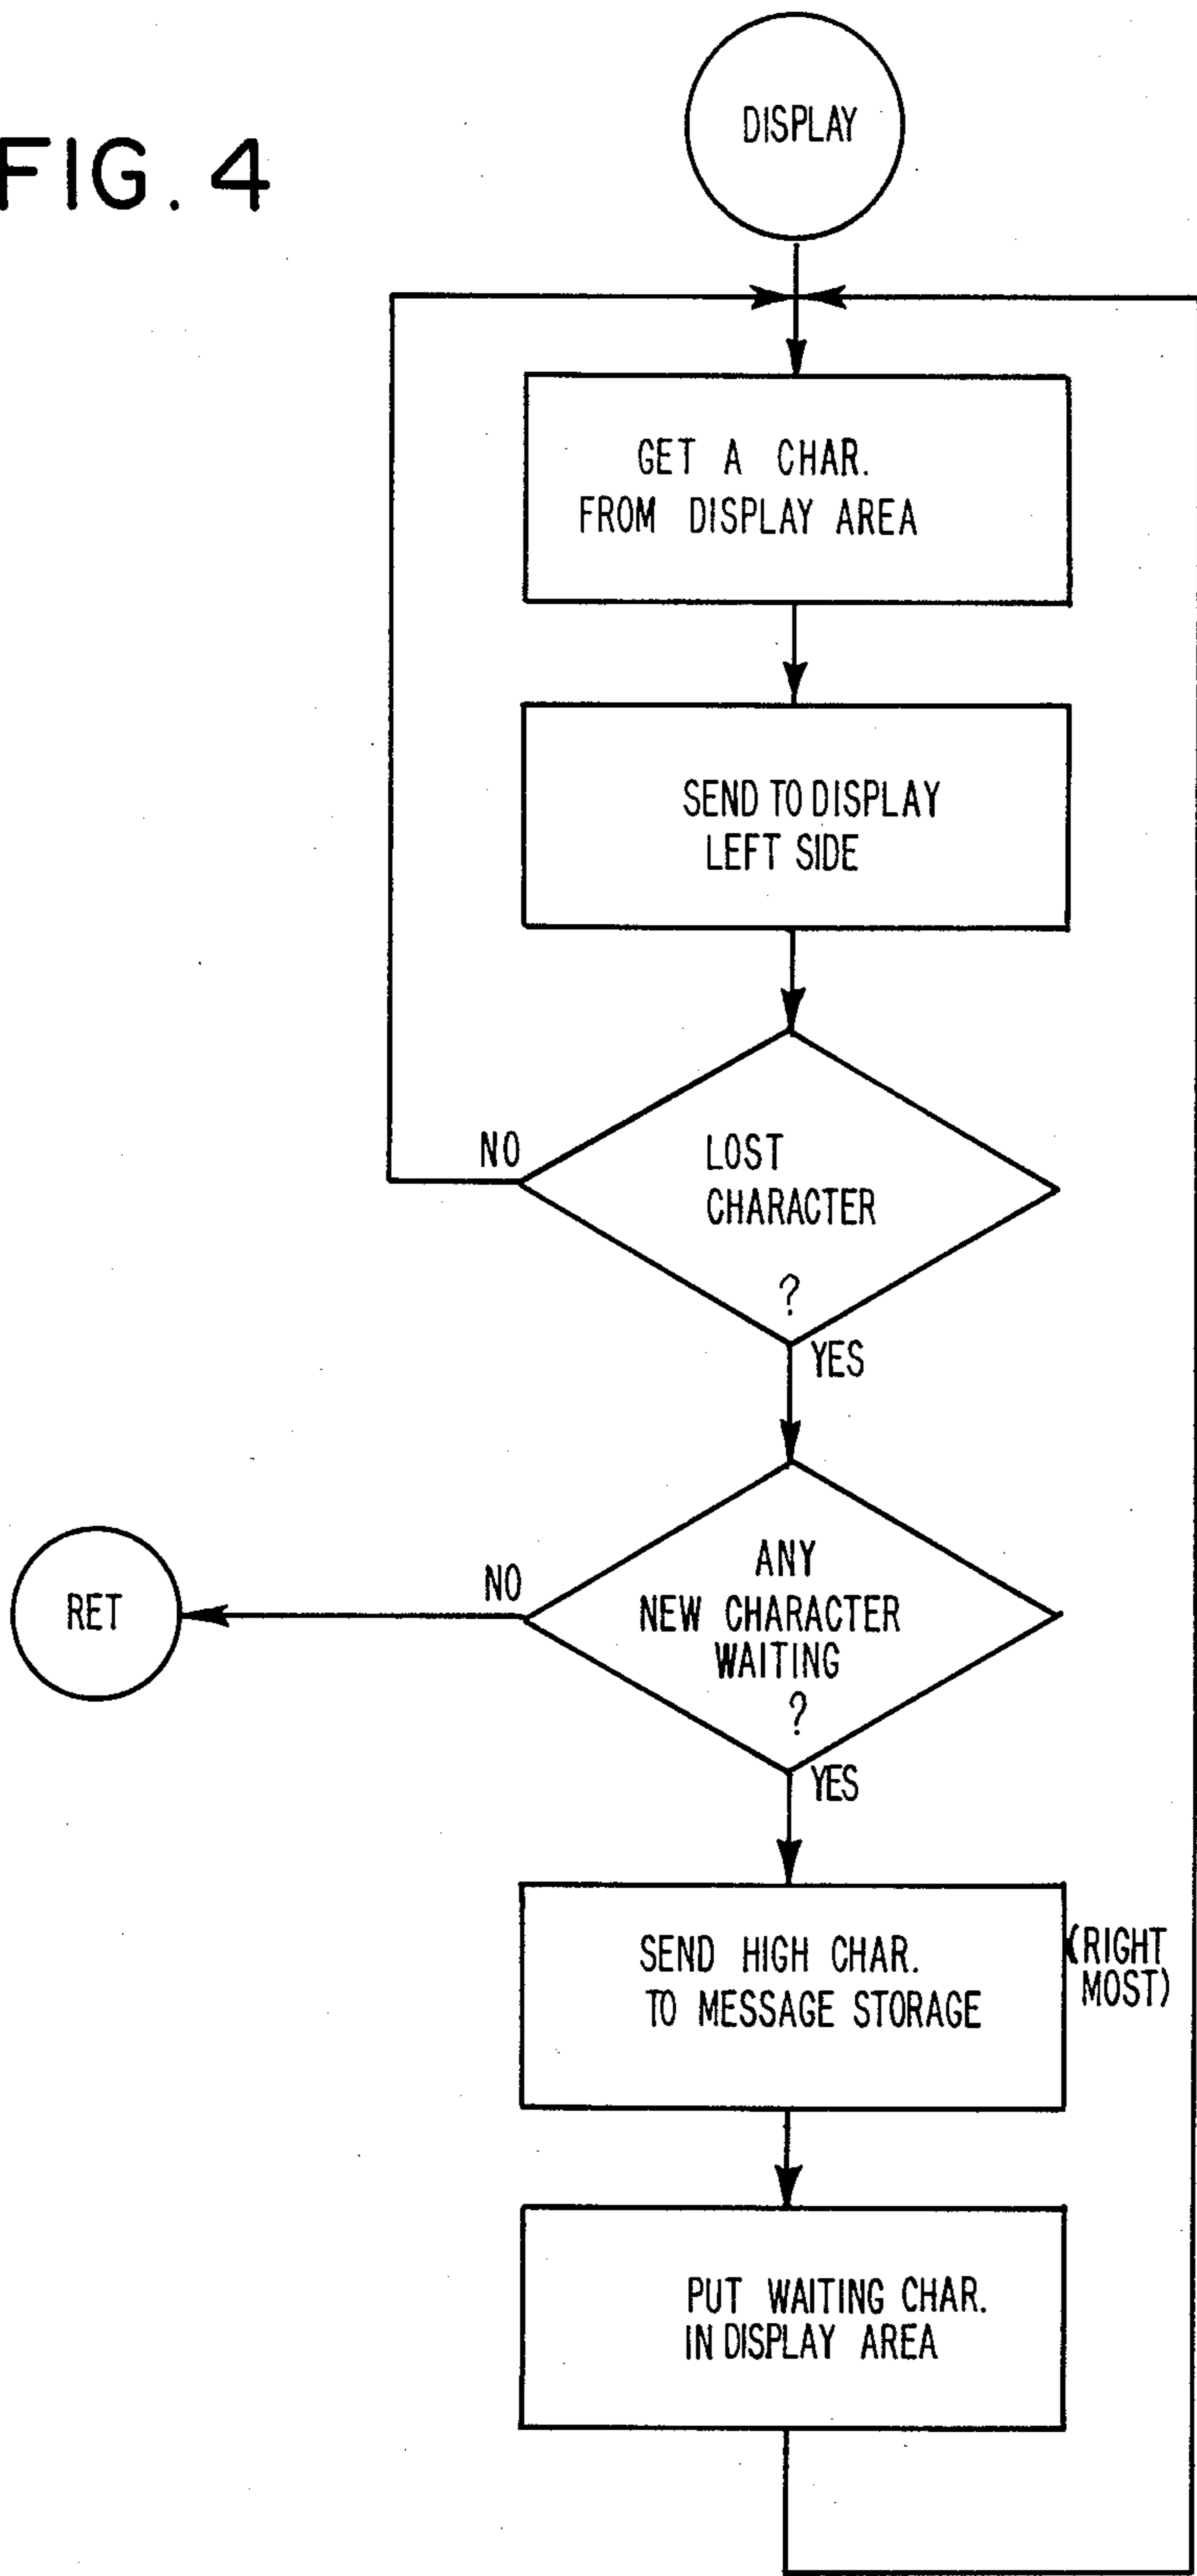 FIG. 4
DISPLAY
GET A CHAR.
FROM DISPLAY AREA
SEND TO DISPLAY
LEFT SIDE
NO
LOST
CHARACTER
?
YES
ANY
NEW CHARACTER
WAITING
?
NO
RET
YES
SEND HIGH CHAR.
TO MESSAGE STORAGE
(RIGHT
MOST)
PUT WAITING CHAR.
IN DISPLAY AREA